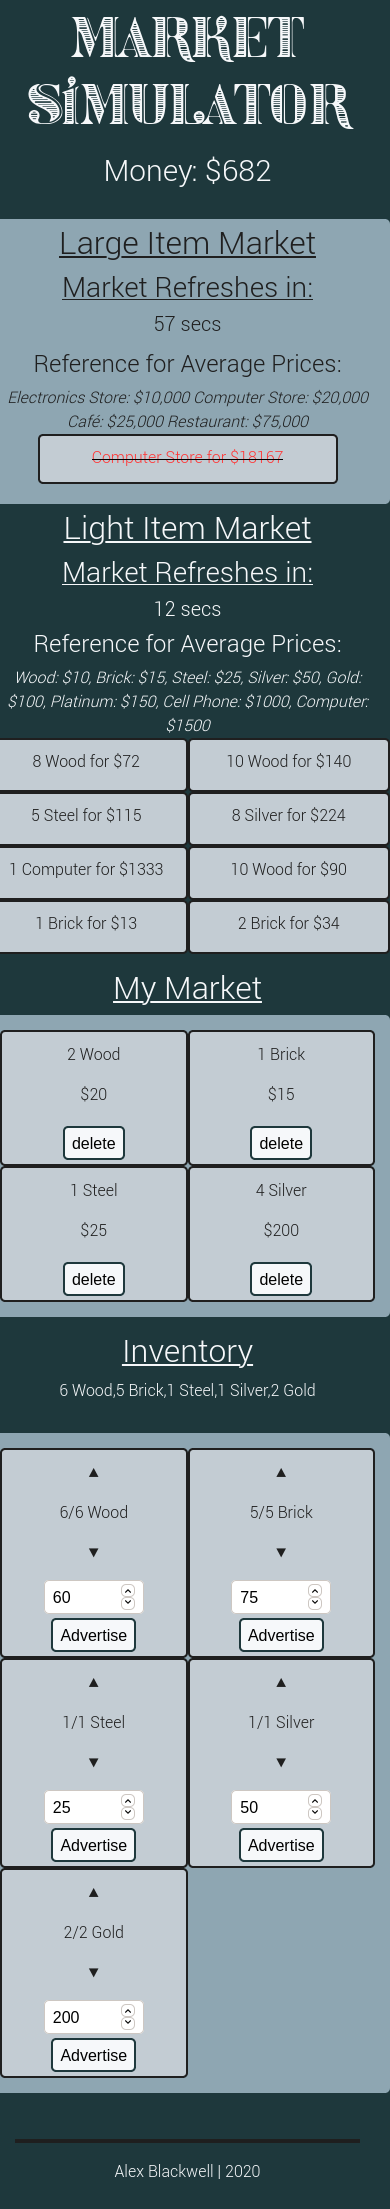 MARKET
SIMULATOR
Money: $682
Large Item Market
Market Refreshes in:
57 secs
Reference for Average Prices:
Electronics Store: $10,000 Computer Store: $20,000
Café: $25,000 Restaurant: $75,000
Computer Store for $18167
Light Item Market
Market Refreshes in:
12 secs
Reference for Average Prices:
Wood: $10, Brick: $15, Steel: $25, Silver: $50, Gold:
$100, Platinum: $150, Cell Phone: $1000, Computer:
$1500
8 Wood for $72
10 Wood for $140
5 Steel for $115
8 Silver for $224
1 Computer for $1333
10 Wood for $90
1 Brick for $13
2 Brick for $34
My Market
2 Wood
$20
delete
1 Brick
$15
delete
1 Steel
$25
delete
4 Silver
$200
delete
Inventory
6 Wood,5 Brick,1 Steel,1 Silver,2 Gold
▲
6/6 Wood
▼
60
Advertise
▲
5/5 Brick
▼
75
Advertise
▲
1/1 Steel
▼
25
Advertise
▲
1/1 Silver
▼
50
Advertise
▲
2/2 Gold
▼
200
Advertise
Alex Blackwell | 2020